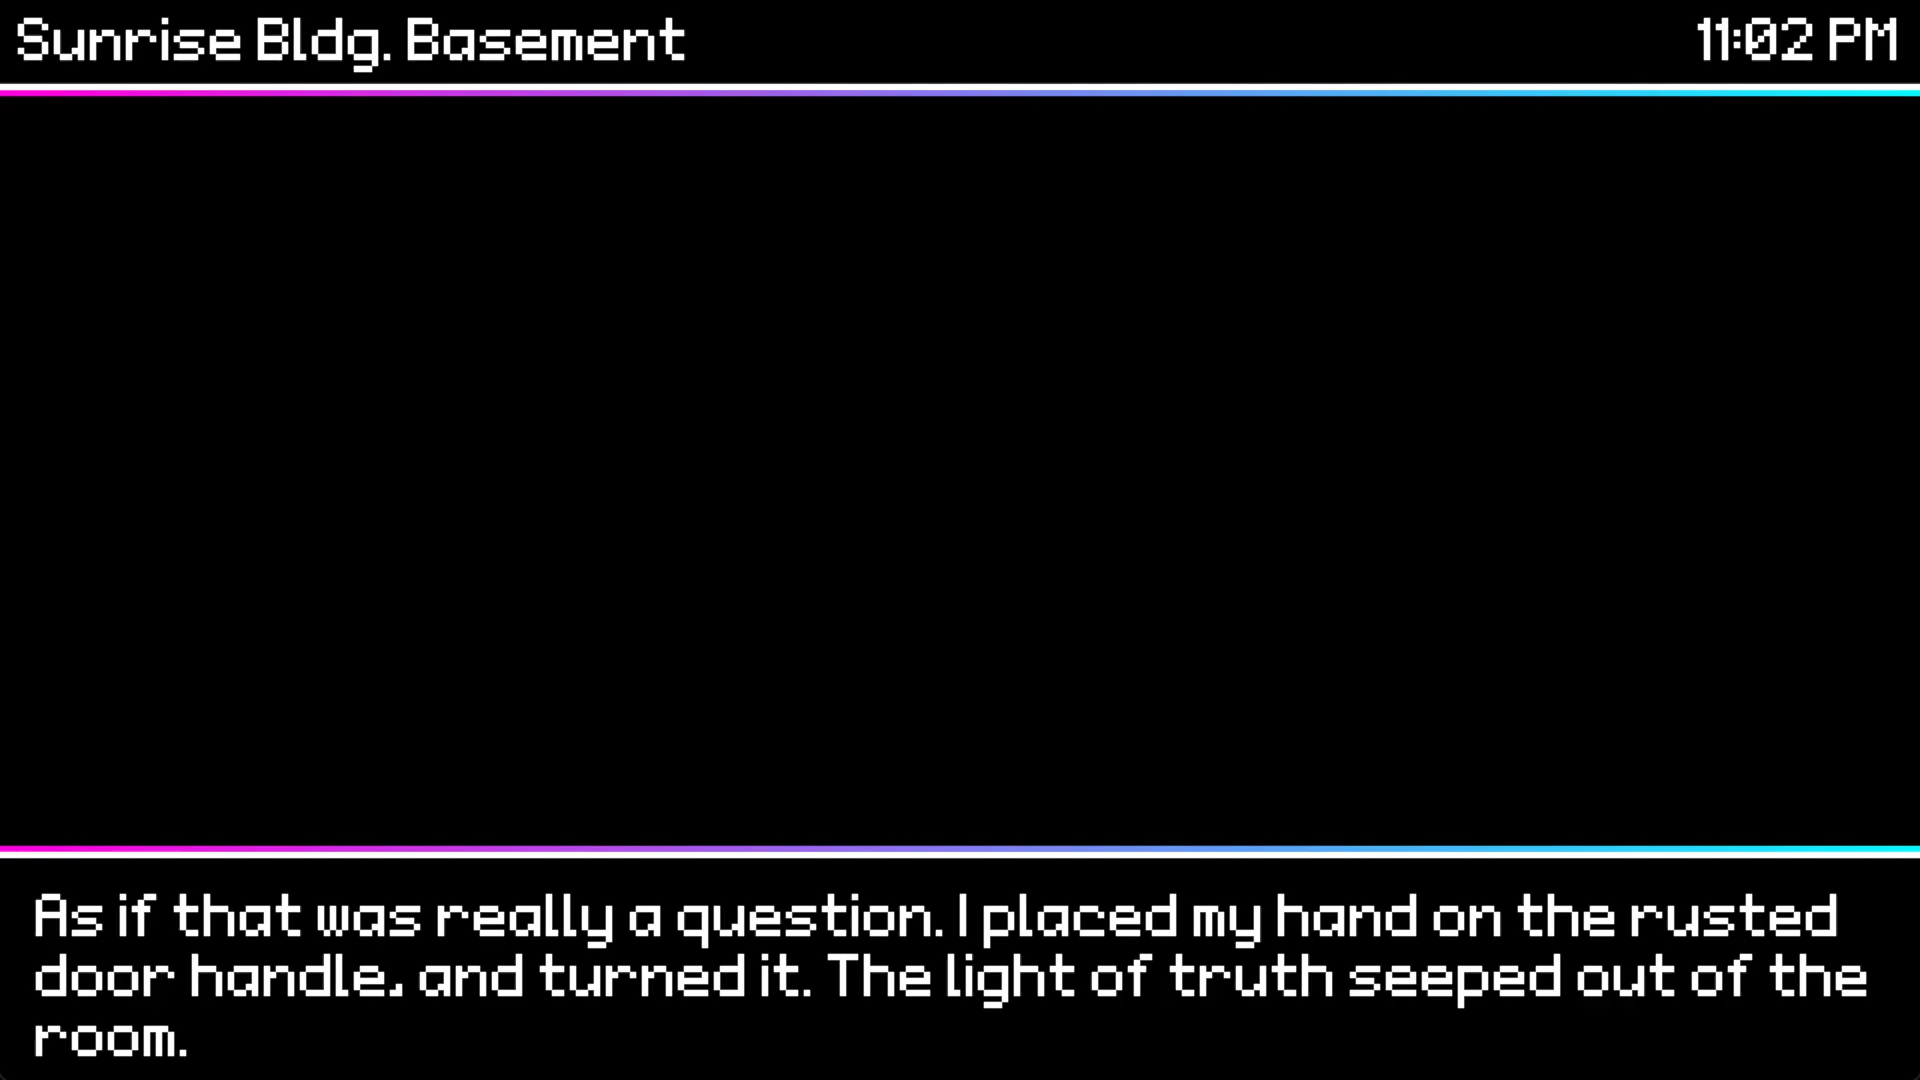 Sunrise Bldg. Basement
11:02 PM
As if that was really a question. I placed my hand on the rusted
door handle, and turned it. The light of truth seeped out of the
room.